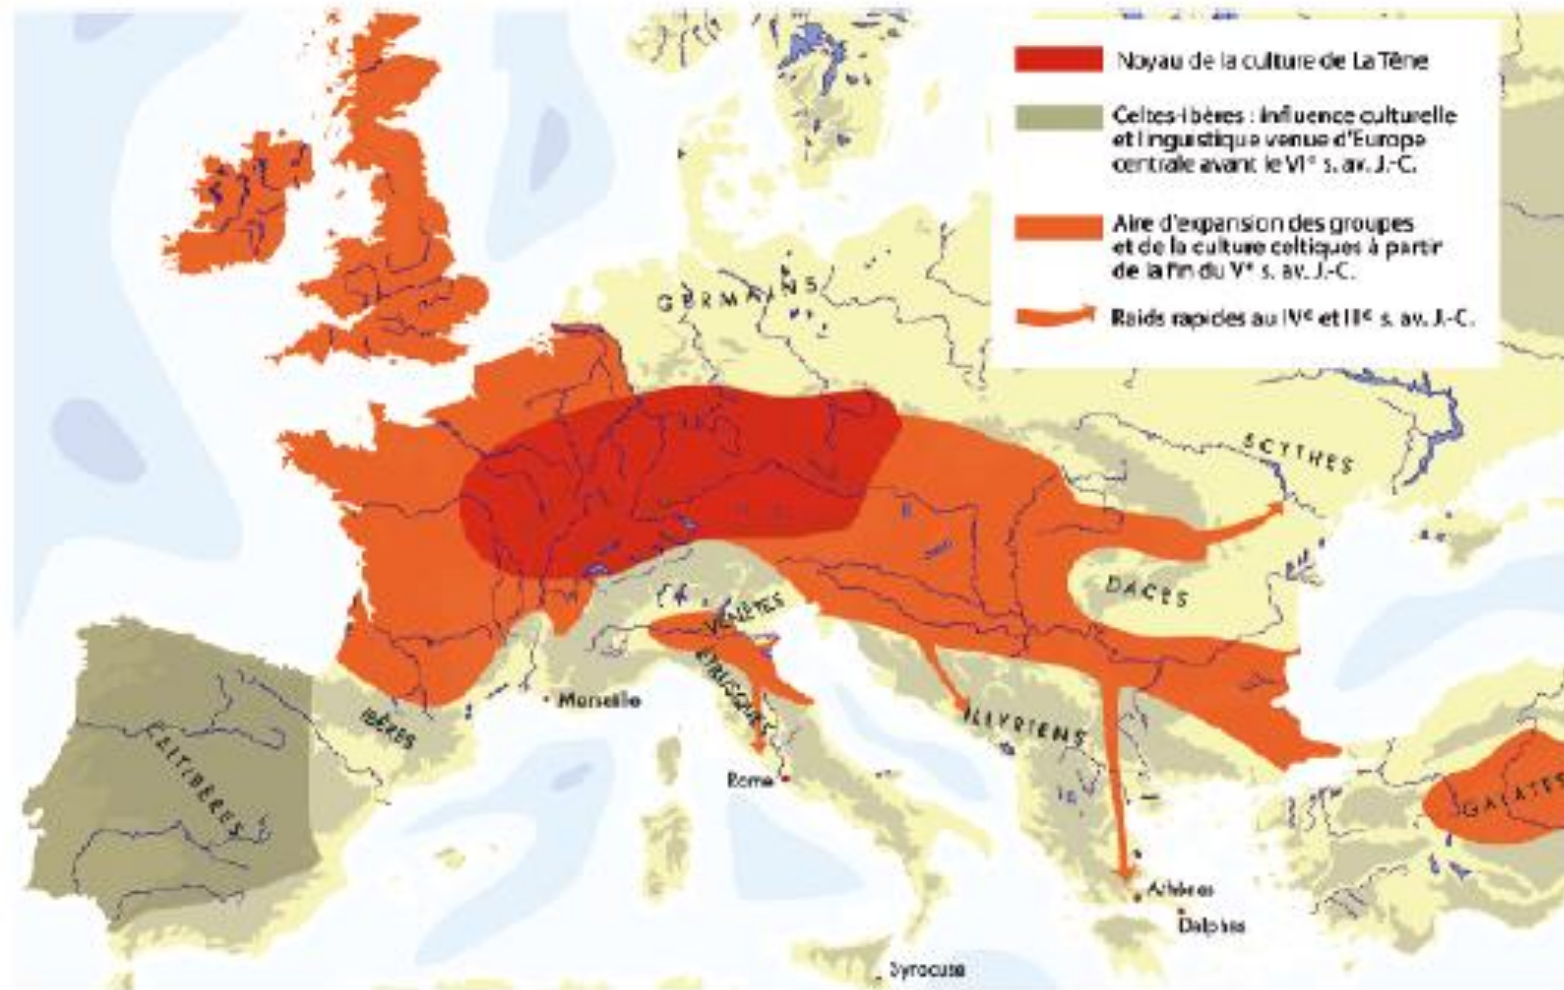 Noyau de la culture de La Tène
Celtes-ibères : influence culturelle
et linguistique venue d'Europe
centrale avant le VIe s. av. J.-C.
Aire d'expansion des groupes
et de la culture celtiques à partir
de la fin du Ve s. av. J.-C.
Raids rapides au IVe et IIIe s. av. J.-C.
GERMAINS
SCYTHES
DACES
VENÈTES
ÉTRUSQUES
Marseille
IBÈRES
ILLYRIENS
CELTIBÈRES
Rome
GALATES
Athènes
Delphes
Syracuse